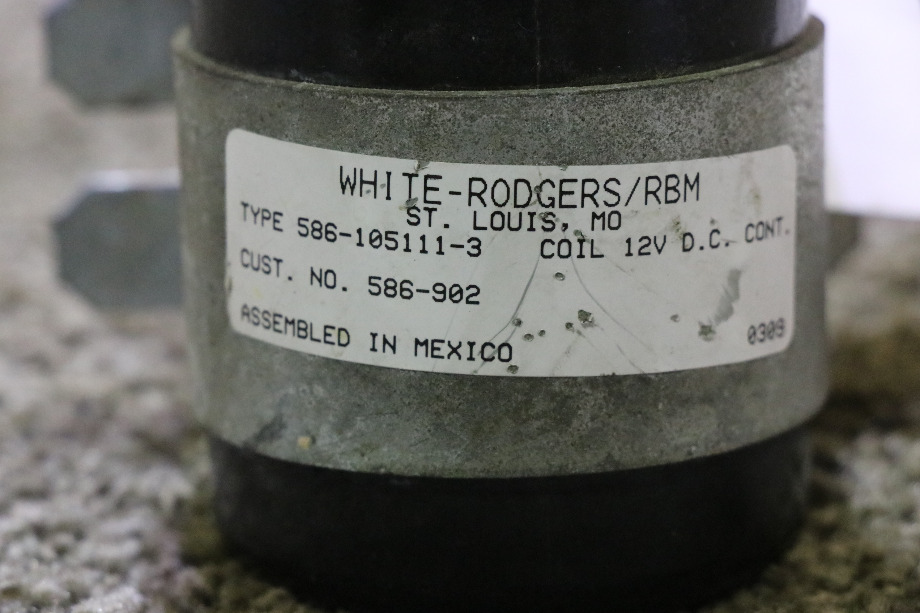 WHITE-RODGERS/RBM
ST. LOUIS, MO
TYPE 586-105111-3 COIL 12V D.C. CONT.
CUST. NO. 586-902
ASSEMBLED IN MEXICO 0309